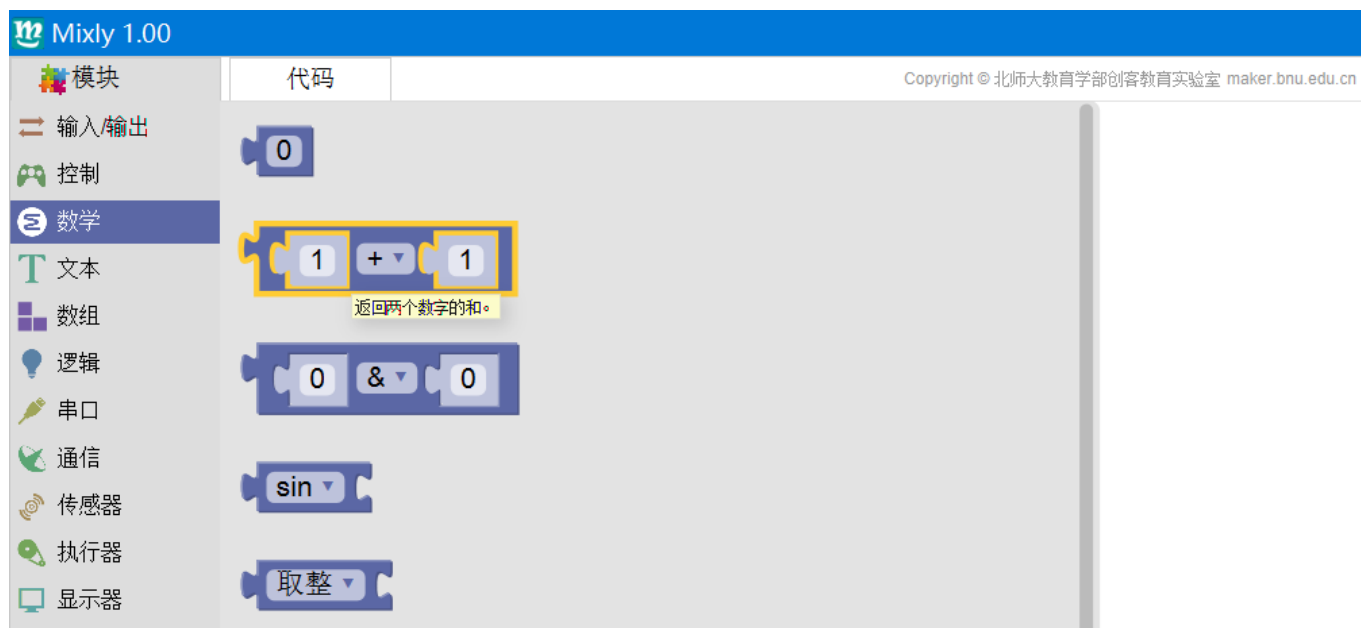 Mixly 1.00
模块
代码
Copyright © 北师大教育学部创客教育实验室 maker.bnu.edu.cn
输入/输出
控制
数学
文本
数组
逻辑
串口
通信
传感器
执行器
显示器
0
1 + 1
返回两个数字的和。
0 & 0
sin
取整